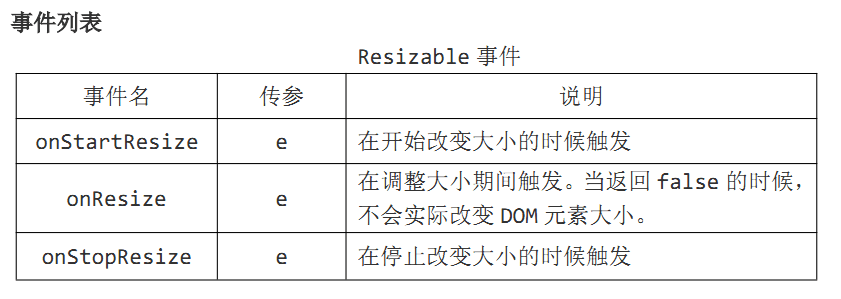 事件列表
Resizable 事件
事件名 传参 说明
onStartResize e 在开始改变大小的时候触发
onResize e 在调整大小期间触发。当返回 false 的时候，
不会实际改变 DOM 元素大小。
onStopResize e 在停止改变大小的时候触发